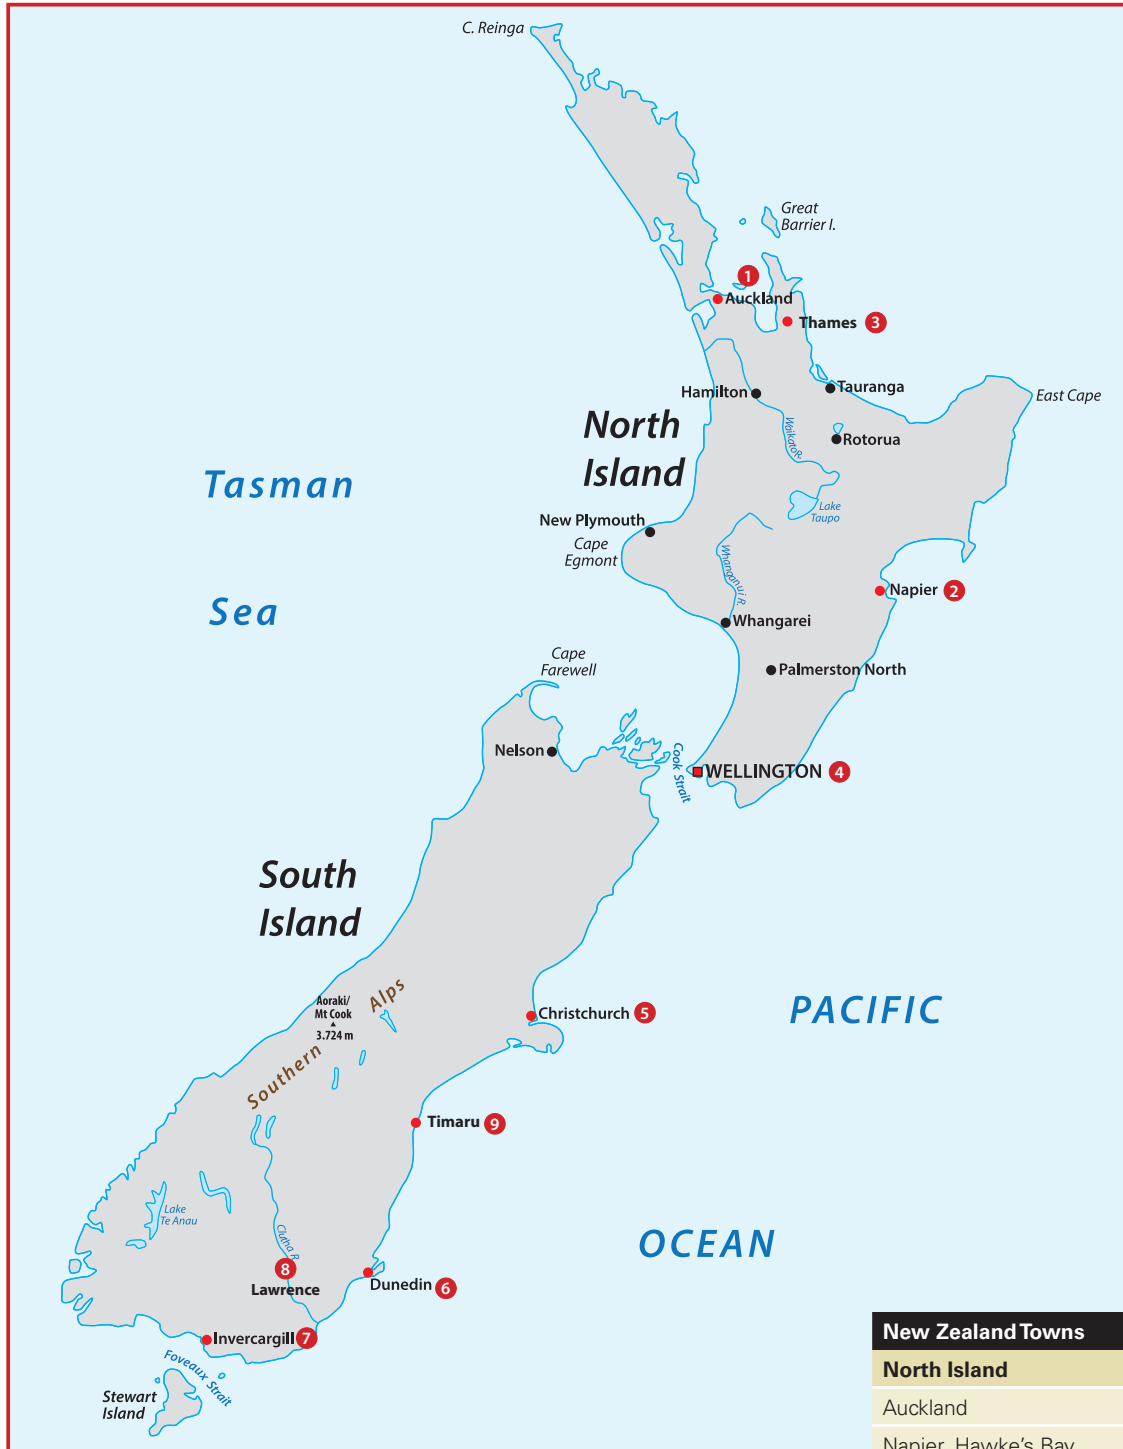 C. Reinga
Great
Barrier I.
1
Auckland
Thames 3
Hamilton
Tauranga
East Cape
North
Island
Waikato R.
Rotorua
Tasman
Lake
Taupo
New Plymouth
Cape
Egmont
Whanganui R.
Napier 2
Sea
Whangarei
Cape
Farewell
Palmerston North
Nelson
Cook Strait
WELLINGTON 4
South
Island
Aoraki/
Mt Cook
3.724 m
Southern Alps
Christchurch 5
PACIFIC
Timaru 9
Lake
Te Anau
Clutha R.
OCEAN
8
Lawrence
Dunedin 6
Invercargill 7
Foveaux Strait
Stewart
Island
New Zealand Towns
North Island
Auckland
Napier, Hawke's Bay